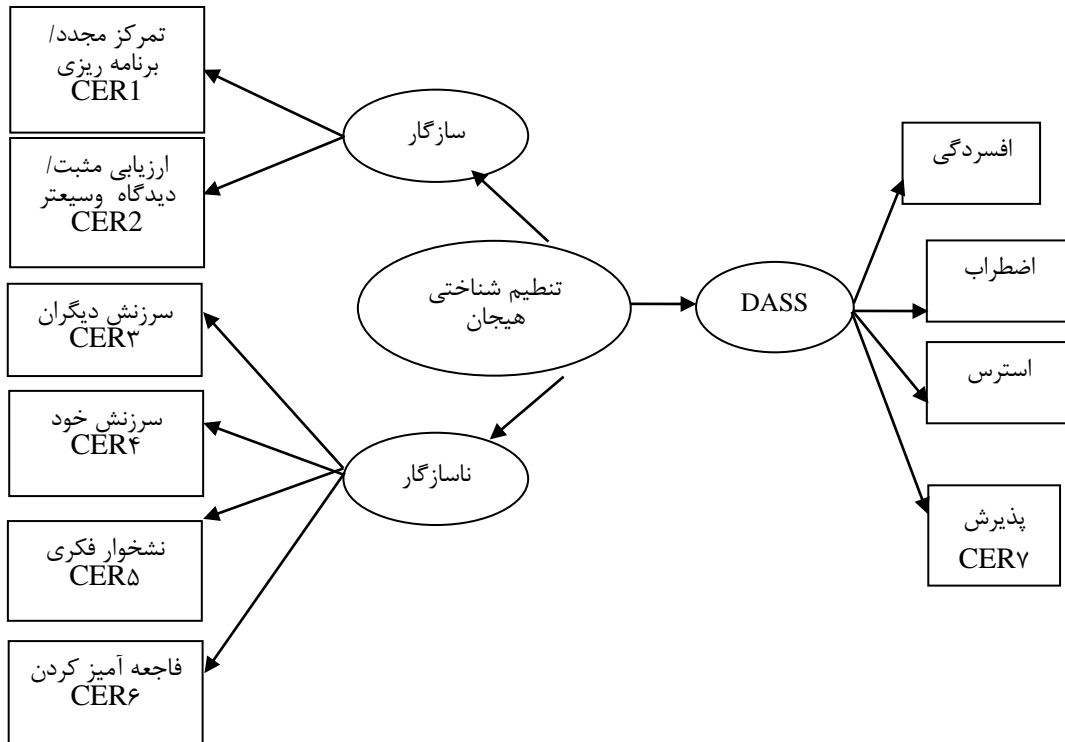 تمرکز مجدد/
برنامه ریزی
CER1
ارزیابی مثبت/
دیدگاه وسیعتر
CER2
سرزنش دیگران
CER۳
سرزنش خود
CER۴
نشخوار فکری
CER۵
فاجعه آمیز کردن
CER۶
سازگار
تنطیم شناختی
هیجان
ناسازگار
DASS
افسردگی
اضطراب
استرس
پذیرش
CER۷